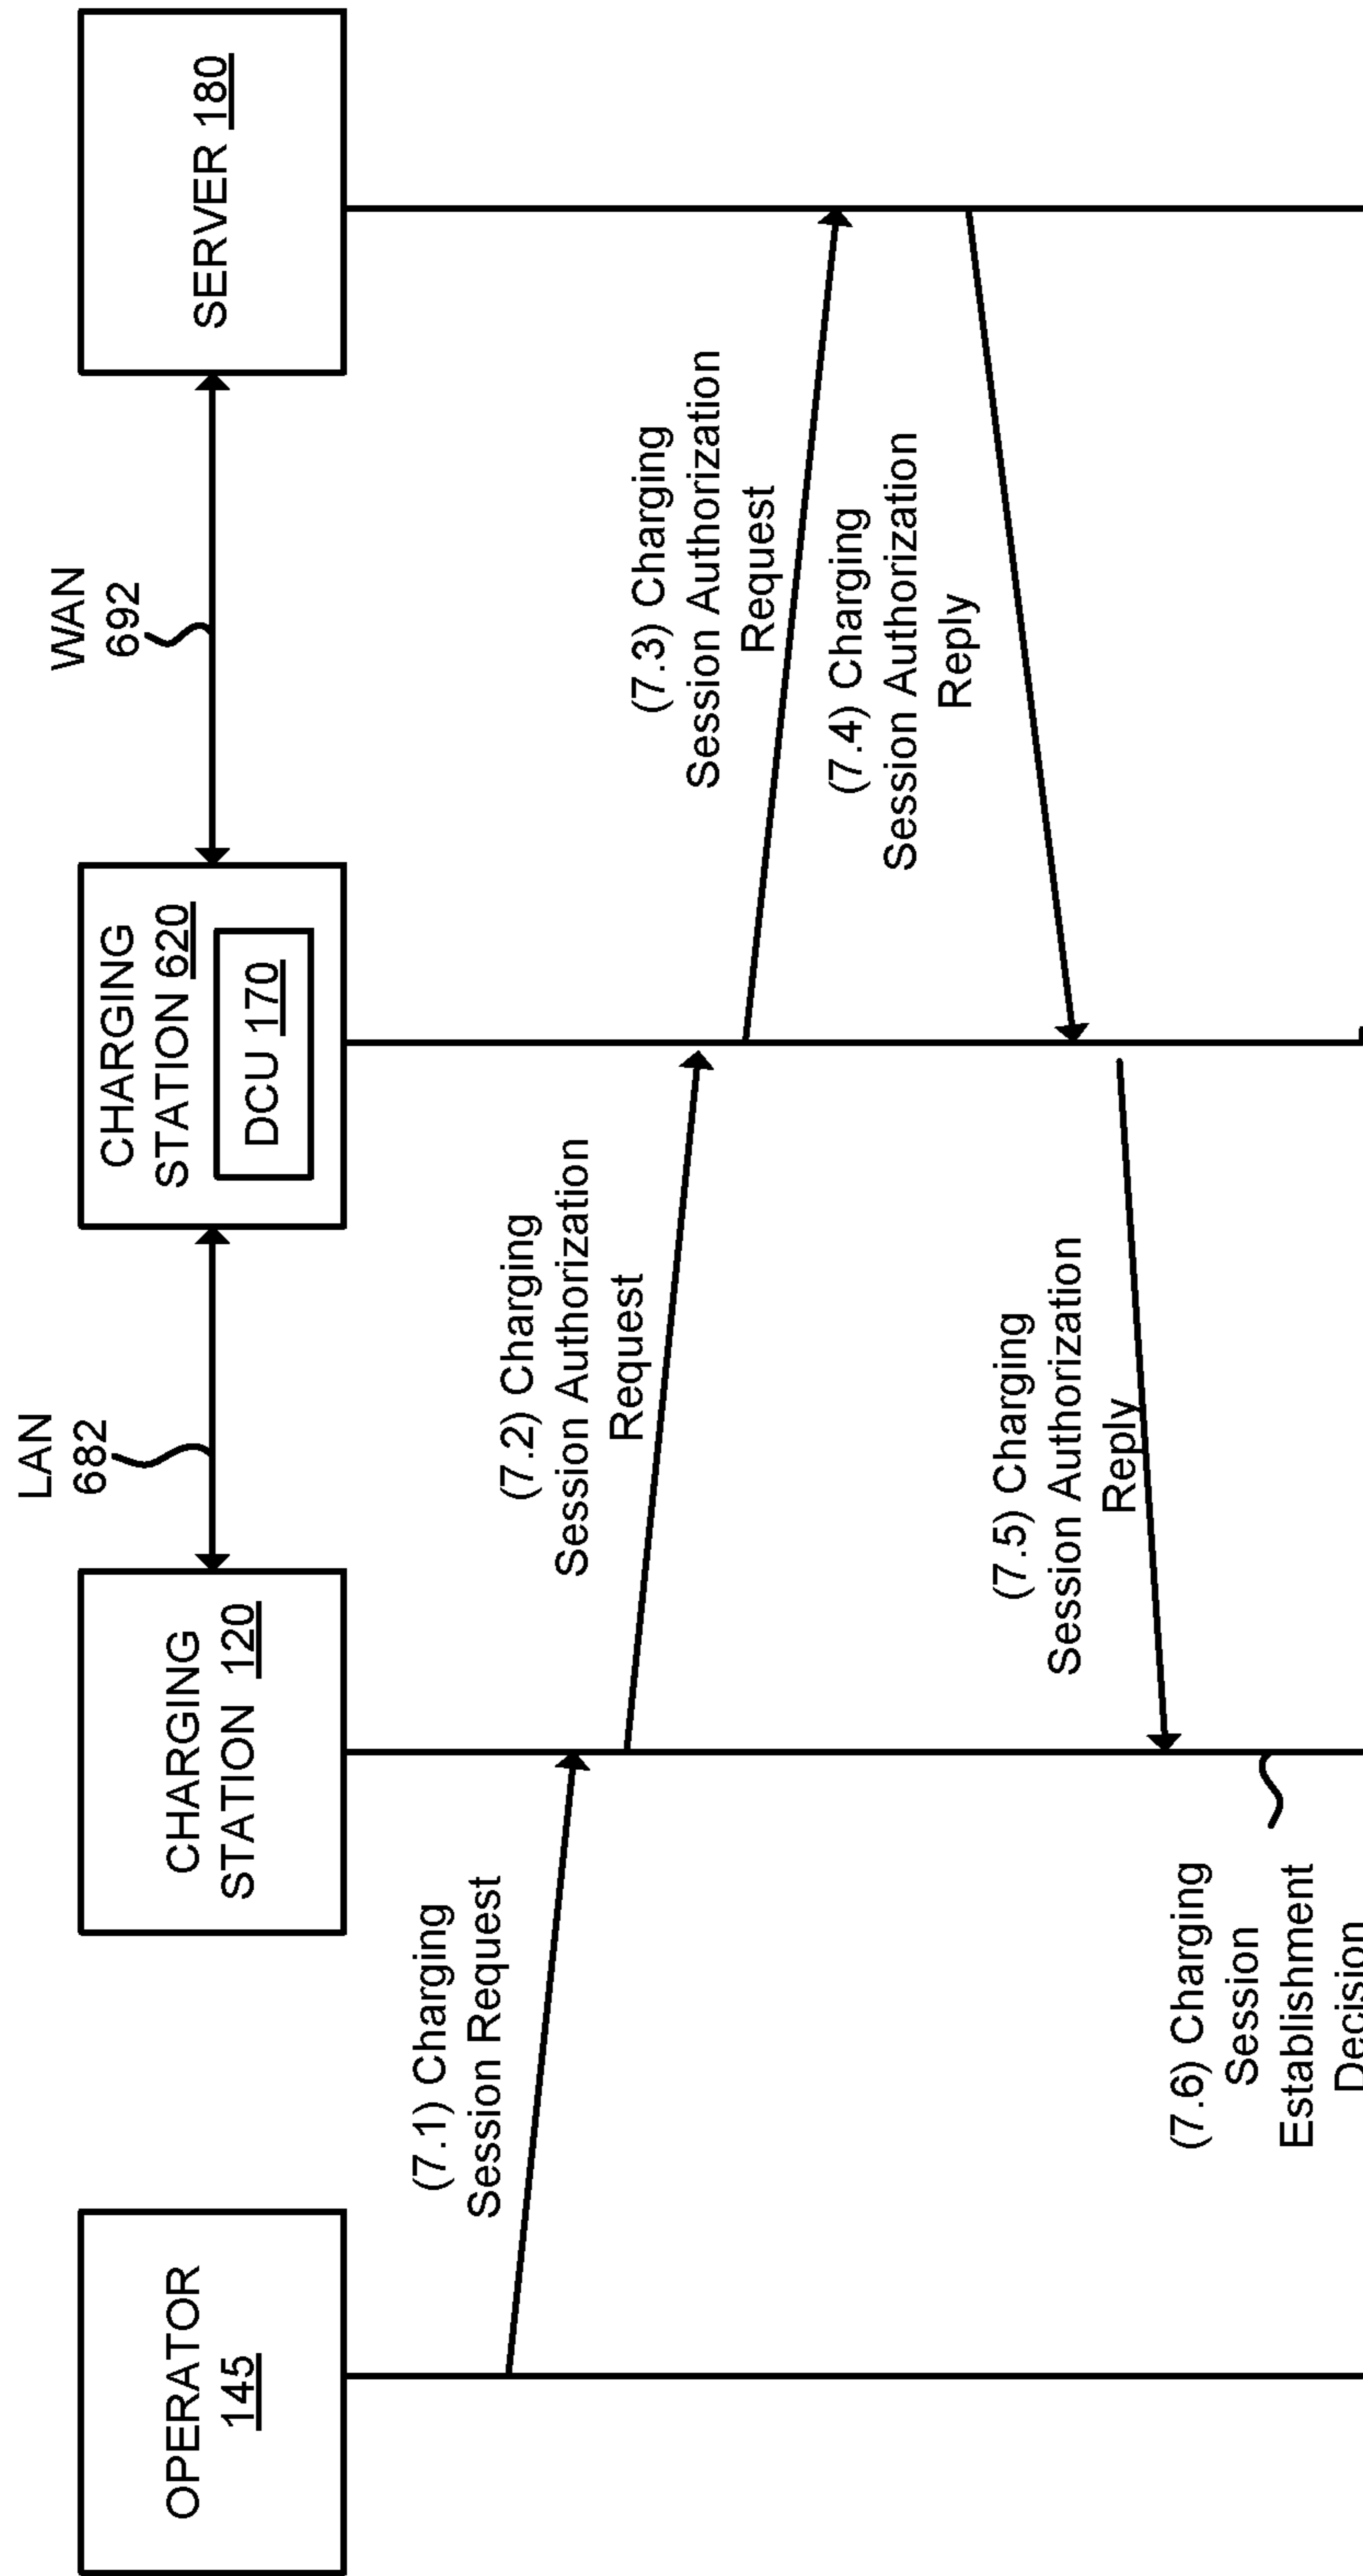 OPERATOR
145
CHARGING
STATION 120
LAN
682
CHARGING
STATION 620
DCU 170
WAN
692
SERVER 180
(7.1) Charging
Session Request
(7.2) Charging
Session Authorization
Request
(7.3) Charging
Session Authorization
Request
(7.4) Charging
Session Authorization
Reply
(7.5) Charging
Session Authorization
Reply
(7.6) Charging
Session
Establishment
Decision